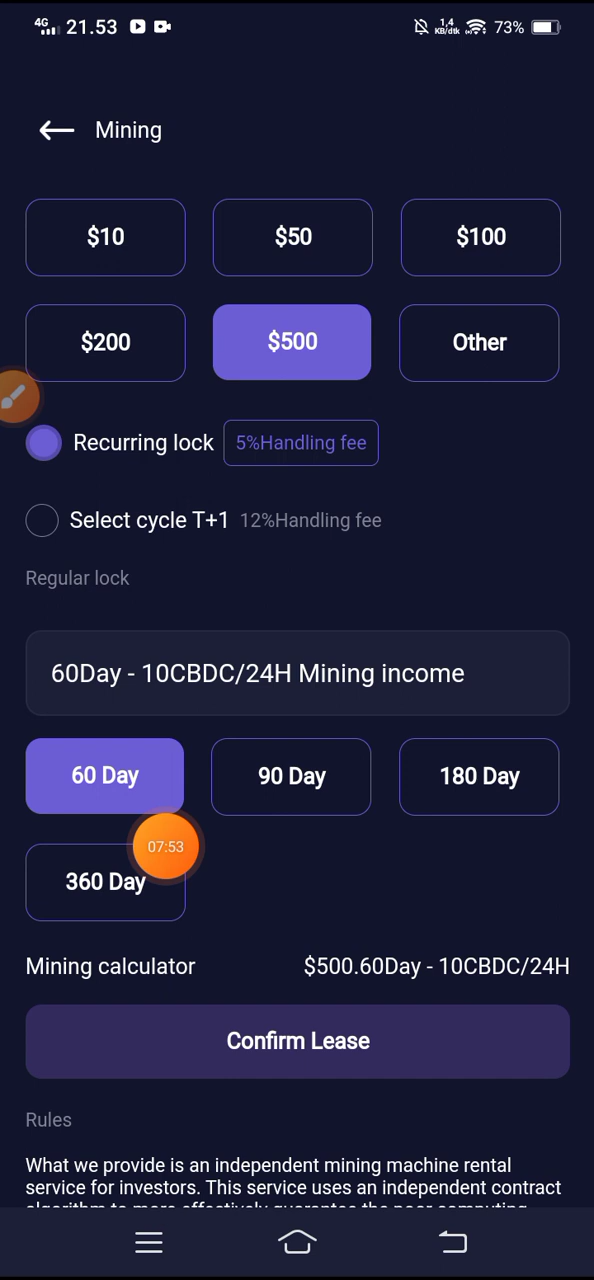 4G 21.53 1,4 KB/dtk 73%
Mining
$10 $50 $100
$200 $500 Other
Recurring lock 5%Handling fee
Select cycle T+1 12%Handling fee
Regular lock
60Day - 10CBDC/24H Mining income
60 Day 90 Day 180 Day
07:53
360 Day
Mining calculator $500.60Day - 10CBDC/24H
Confirm Lease
Rules
What we provide is an independent mining machine rental
service for investors. This service uses an independent contract